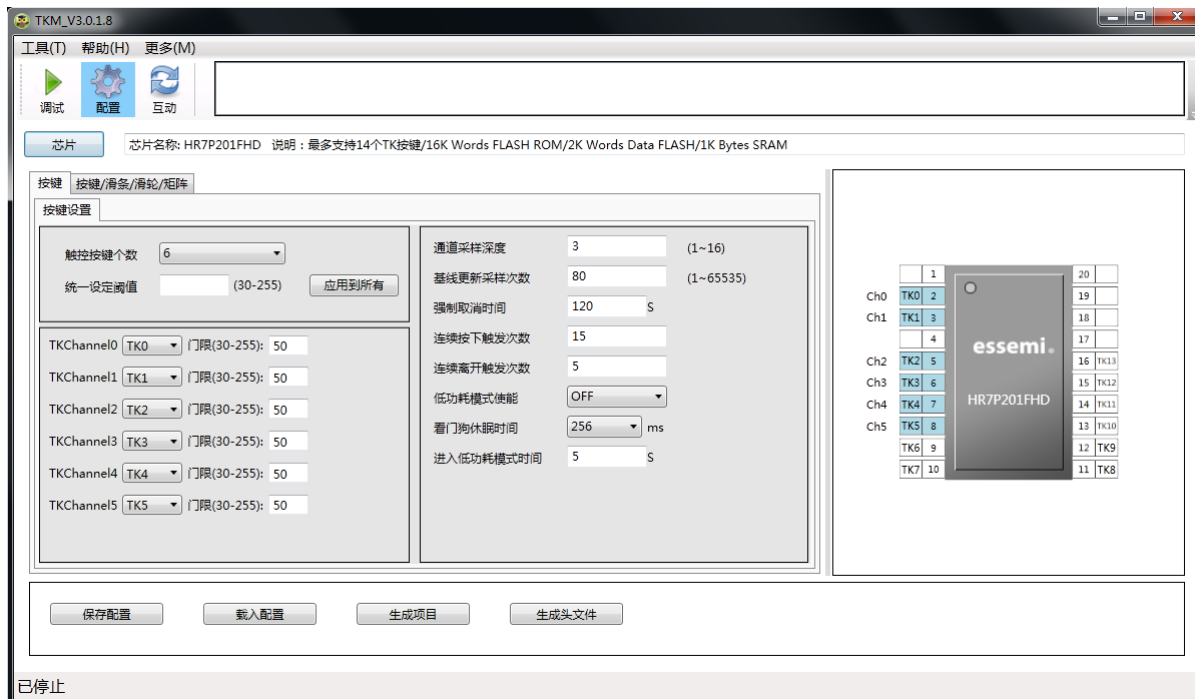 TKM_V3.0.1.8
工具(T) 帮助(H) 更多(M)
调试 配置 互动
芯片 芯片名称: HR7P201FHD 说明：最多支持14个TK按键/16K Words FLASH ROM/2K Words Data FLASH/1K Bytes SRAM
按键 按键/滑条/滑轮/矩阵
按键设置
触控按键个数 6
统一设定阈值 (30-255) 应用到所有
TKChannel0 TK0 门限(30-255): 50
TKChannel1 TK1 门限(30-255): 50
TKChannel2 TK2 门限(30-255): 50
TKChannel3 TK3 门限(30-255): 50
TKChannel4 TK4 门限(30-255): 50
TKChannel5 TK5 门限(30-255): 50
通道采样深度 3 (1~16)
基线更新采样次数 80 (1~65535)
强制取消时间 120 S
连续按下触发次数 15
连续离开触发次数 5
低功耗模式使能 OFF
看门狗休眠时间 256 ms
进入低功耗模式时间 5 S
1 20
Ch0 TK0 2 19
Ch1 TK1 3 18
4 17
essemi
Ch2 TK2 5 16 TK13
Ch3 TK3 6 15 TK12
HR7P201FHD
Ch4 TK4 7 14 TK11
Ch5 TK5 8 13 TK10
TK6 9 12 TK9
TK7 10 11 TK8
保存配置 载入配置 生成项目 生成头文件
已停止